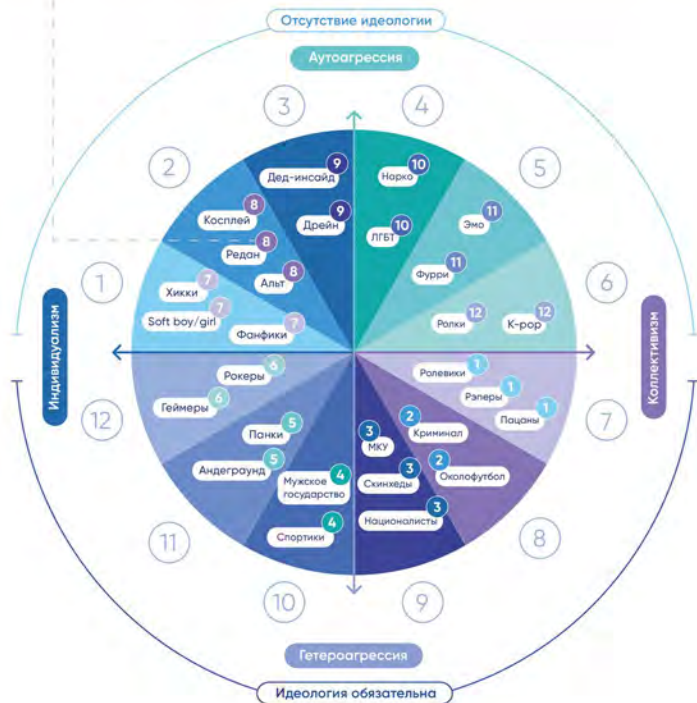 Отсутствие идеологии
Аутоагрессия
3
4
2
5
1
6
Дед-инсайд 9
Нарко 10
Косплей 8
Дрейн 9
ЛГБТ 10
Эмо 11
Редан 8
Фурри 11
Хикки 7
Альт 8
Soft boy/girl 7
Фанфики 7
Ролки 12
K-pop 12
Индивидуализм
Коллективизм
Рокеры 6
Ролевики 1
Геймеры 6
Рэперы 1
Пацаны 1
Панки 5
3 МКУ
2 Криминал
Андеграунд 5
Мужское
государство 4
Скинхеды 3
2 Околофутбол
Спортики 4
Националисты 3
12
7
11
8
10
9
Гетероагрессия
Идеология обязательна